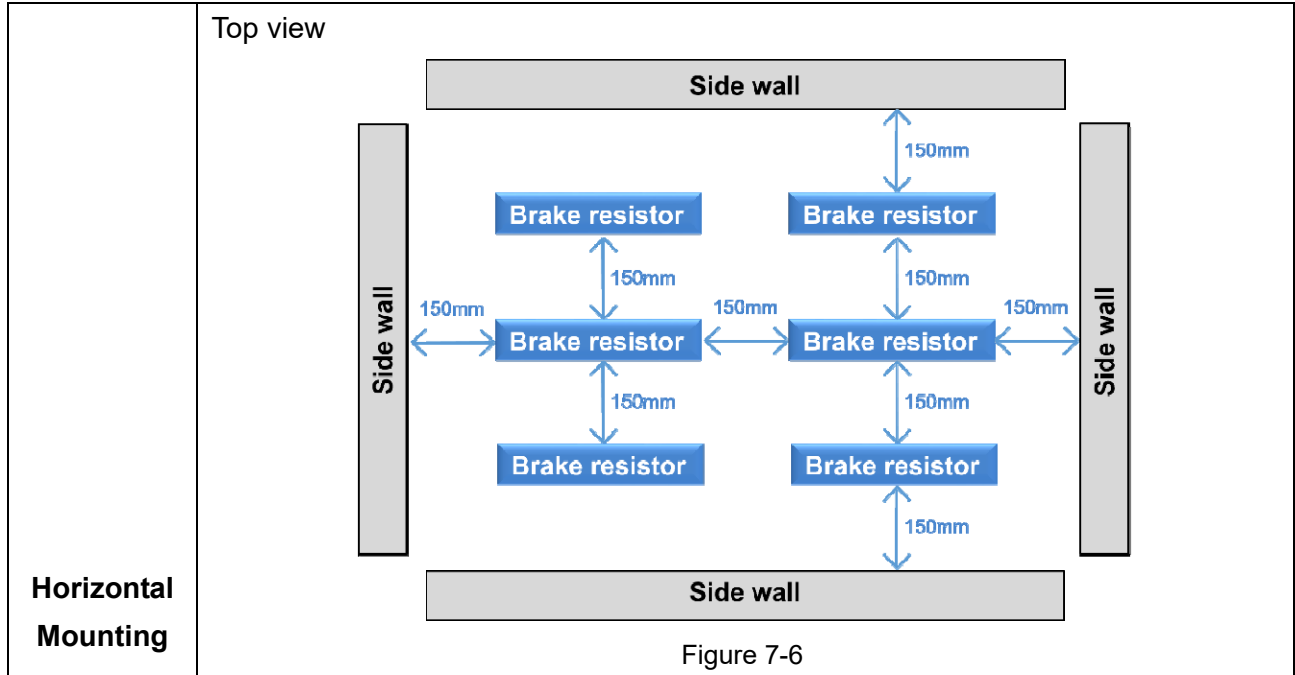 Top view
Side wall
150mm
Brake resistor
Brake resistor
150mm
150mm
Side wall
150mm
150mm
150mm
Side wall
Brake resistor
Brake resistor
150mm
150mm
Brake resistor
Brake resistor
150mm
Side wall
Horizontal
Mounting
Figure 7-6